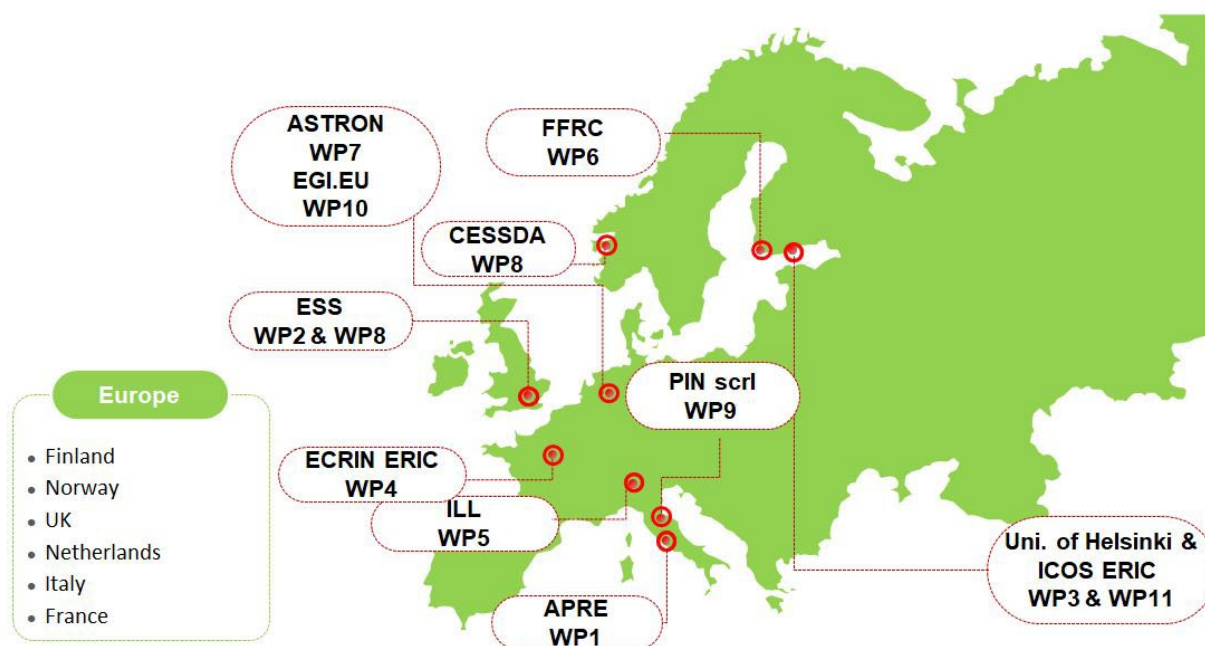 ASTRON
WP7
EGI.EU
WP10
FFRC
WP6
CESSDA
WP8
ESS
WP2 & WP8
PIN scrl
WP9
Europe
• Finland
• Norway
• UK
• Netherlands
• Italy
• France
ECRIN ERIC
WP4
ILL
WP5
APRE
WP1
Uni. of Helsinki &
ICOS ERIC
WP3 & WP11